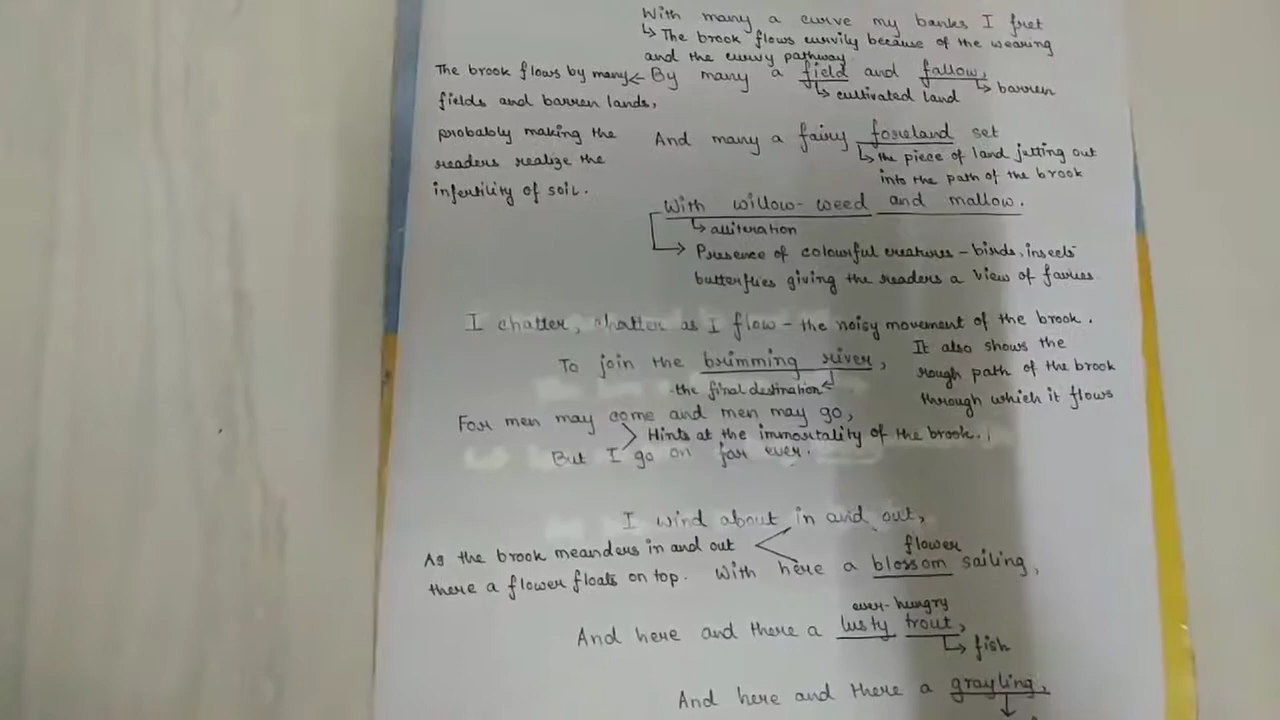 With many a curve my banks I fret
↳ The brook flows curvily because of the wearing
and the curvy pathway
The brook flows by many ← By many a field and fallow,
↳ cultivated land
↳ barren
fields and barren lands,
probably making the
readers realize the
infertility of soil.
And many a fairy foreland set
↳ the piece of land jutting out
into the path of the brook
With willow-weed and mallow.
↳ alliteration
→ Presence of colourful creatures - birds, insects
butterflies giving the readers a view of fairies
I chatter, chatter as I flow - the noisy movement of the brook.
It also shows the
rough path of the brook
through which it flows
To join the brimming river,
the final destination ↵
For men may come and men may go,
> Hints at the immortality of the brook.
But I go on for ever.
I wind about in and out,
As the brook meanders in and out
there a flower floats on top.
flower
With here a blossom sailing,
ever-hungry
And here and there a lusty trout,
↳ fish
And here and there a grayling,
↓